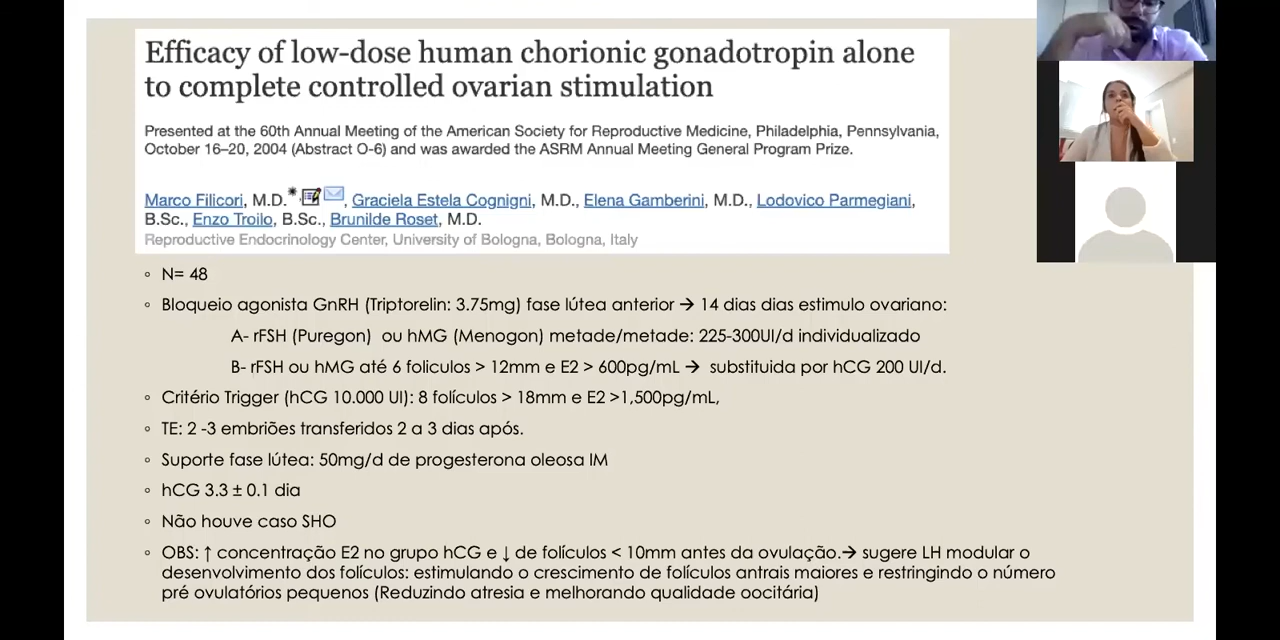 Efficacy of low-dose human chorionic gonadotropin alone
to complete controlled ovarian stimulation
Presented at the 60th Annual Meeting of the American Society for Reproductive Medicine, Philadelphia, Pennsylvania,
October 16–20, 2004 (Abstract O-6) and was awarded the ASRM Annual Meeting General Program Prize.
Marco Filicori, M.D.*, Graciela Estela Cognigni, M.D., Elena Gamberini, M.D., Lodovico Parmegiani,
B.Sc., Enzo Troilo, B.Sc., Brunilde Roset, M.D.
Reproductive Endocrinology Center, University of Bologna, Bologna, Italy
◦ N= 48
◦ Bloqueio agonista GnRH (Triptorelin: 3.75mg) fase lútea anterior → 14 dias dias estimulo ovariano:
A- rFSH (Puregon) ou hMG (Menogon) metade/metade: 225-300UI/d individualizado
B- rFSH ou hMG até 6 foliculos > 12mm e E2 > 600pg/mL → substituida por hCG 200 UI/d.
◦ Critério Trigger (hCG 10.000 UI): 8 folículos > 18mm e E2 >1,500pg/mL,
◦ TE: 2 -3 embriões transferidos 2 a 3 dias após.
◦ Suporte fase lútea: 50mg/d de progesterona oleosa IM
◦ hCG 3.3 ± 0.1 dia
◦ Não houve caso SHO
◦ OBS: ↑ concentração E2 no grupo hCG e ↓ de folículos < 10mm antes da ovulação.→ sugere LH modular o
desenvolvimento dos folículos: estimulando o crescimento de folículos antrais maiores e restringindo o número
pré ovulatórios pequenos (Reduzindo atresia e melhorando qualidade oocitária)